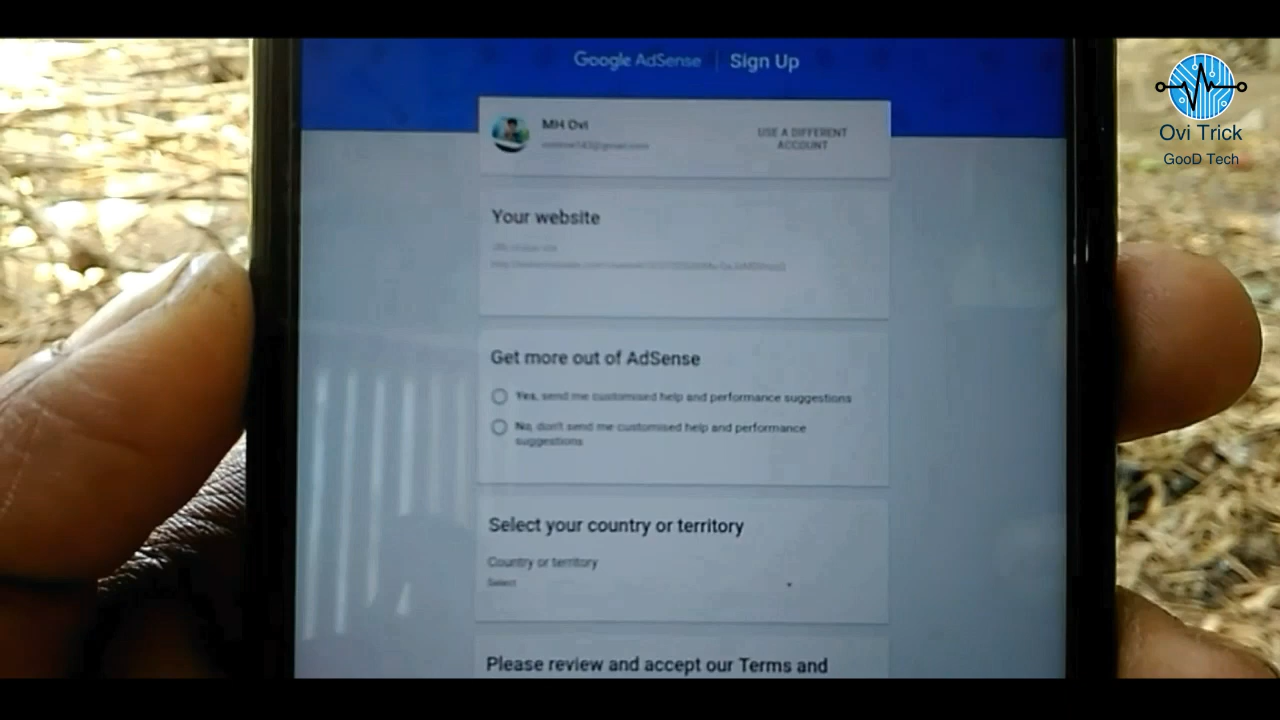 Google AdSense | Sign Up
MH Ovi
USE A DIFFERENT
ACCOUNT
Your website
Get more out of AdSense
Yes, send me customised help and performance suggestions
No, don't send me customised help and performance
suggestions
Select your country or territory
Country or territory
Select
Please review and accept our Terms and
Ovi Trick
GooD Tech